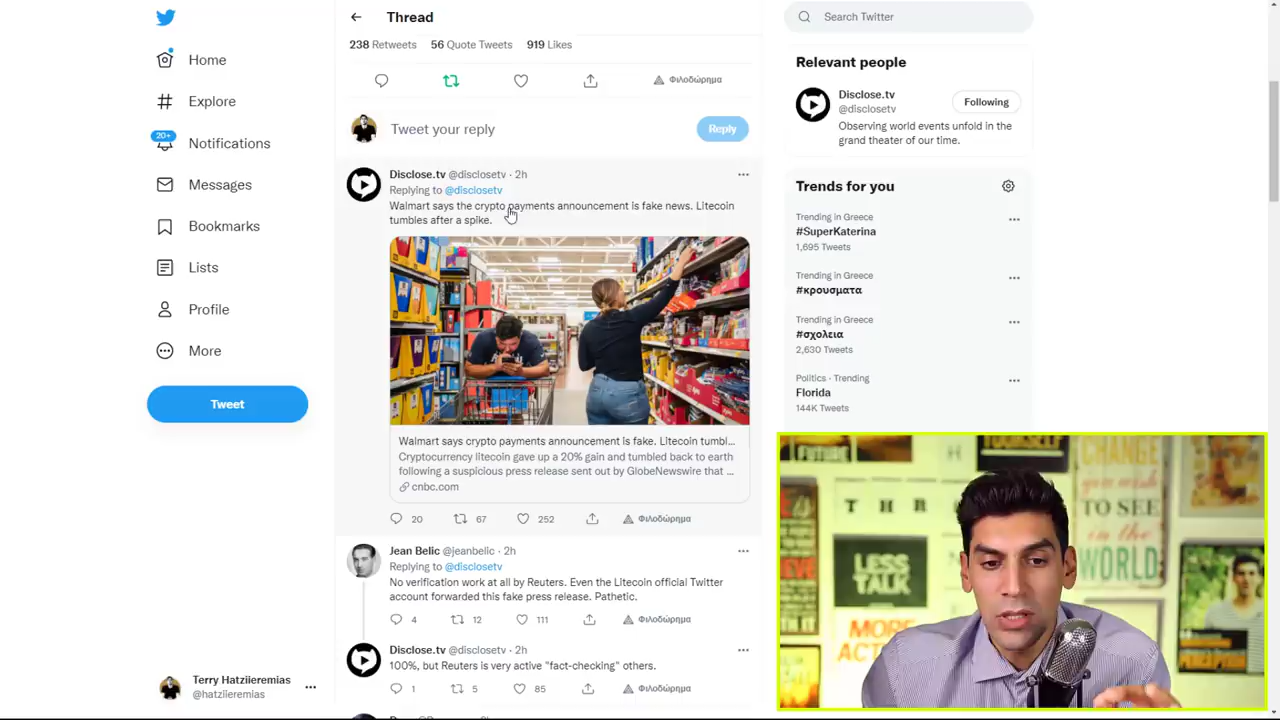 Thread
238 Retweets 56 Quote Tweets 919 Likes
Φιλοδώρημα
Tweet your reply
Reply
Home
Explore
20+
Notifications
Messages
Bookmarks
Lists
Profile
More
Tweet
Terry Hatziieremias
@hatziieremias
Disclose.tv @disclosetv · 2h
Replying to @disclosetv
Walmart says the crypto payments announcement is fake news. Litecoin
tumbles after a spike.
Walmart says crypto payments announcement is fake. Litecoin tumbl...
Cryptocurrency litecoin gave up a 20% gain and tumbled back to earth
following a suspicious press release sent out by GlobeNewswire that ...
cnbc.com
20 67 252 Φιλοδώρημα
Jean Belic @jeanbelic · 2h
Replying to @disclosetv
No verification work at all by Reuters. Even the Litecoin official Twitter
account forwarded this fake press release. Pathetic.
4 12 111 Φιλοδώρημα
Disclose.tv @disclosetv · 2h
100%, but Reuters is very active "fact-checking" others.
1 5 85 Φιλοδώρημα
Search Twitter
Relevant people
Disclose.tv
@disclosetv
Following
Observing world events unfold in the
grand theater of our time.
Trends for you
Trending in Greece
#SuperKaterina
1,695 Tweets
Trending in Greece
#κρουσματα
Trending in Greece
#σχολεια
2,630 Tweets
Politics · Trending
Florida
144K Tweets
THE
LESS
TALK
MORE
TO SEE
WORLD